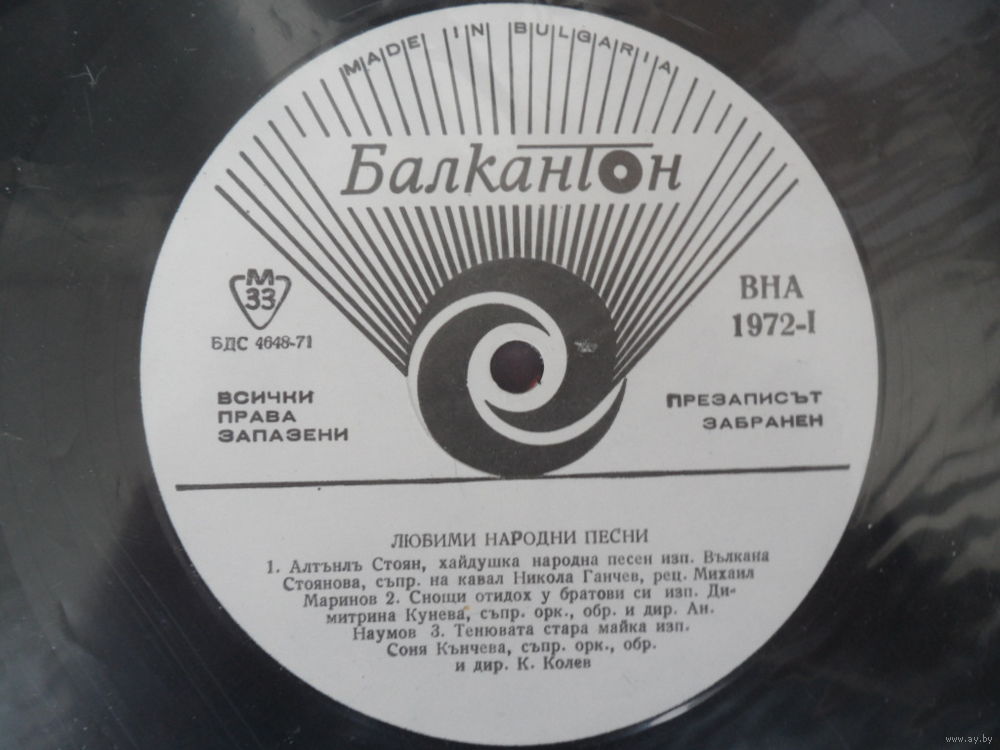 MADE IN BULGARIA
Балкантон
М
33
БДС 4648-71
ВНА
1972-I
ВСИЧКИ
ПРАВА
ЗАПАЗЕНИ
ПРЕЗАПИСЪТ
ЗАБРАНЕН
ЛЮБИМИ НАРОДНИ ПЕСНИ
1. Алтънлъ Стоян, хайдушка народна песен изп. Вълкана
Стоянова, съпр. на кавал Никола Ганчев, рец. Михаил
Маринов 2. Снощи отидох у братови си изп. Ди-
митрина Кунева, съпр. орк., обр. и дир. Ан.
Наумов 3. Тенювата стара майка изп.
Соня Кънчева, съпр. орк., обр.
и дир. К. Колев
www.ay.by